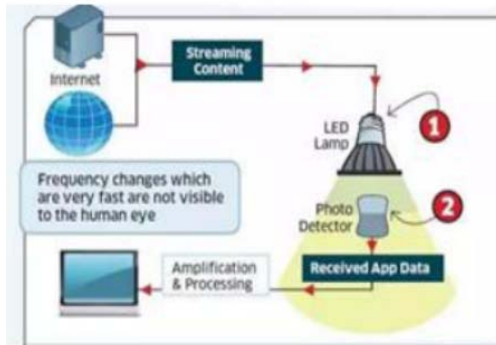 Streaming
Content
Internet
LED
Lamp
1
Frequency changes which
are very fast are not visible
to the human eye
Photo
Detector
2
Amplification
& Processing
Received App Data